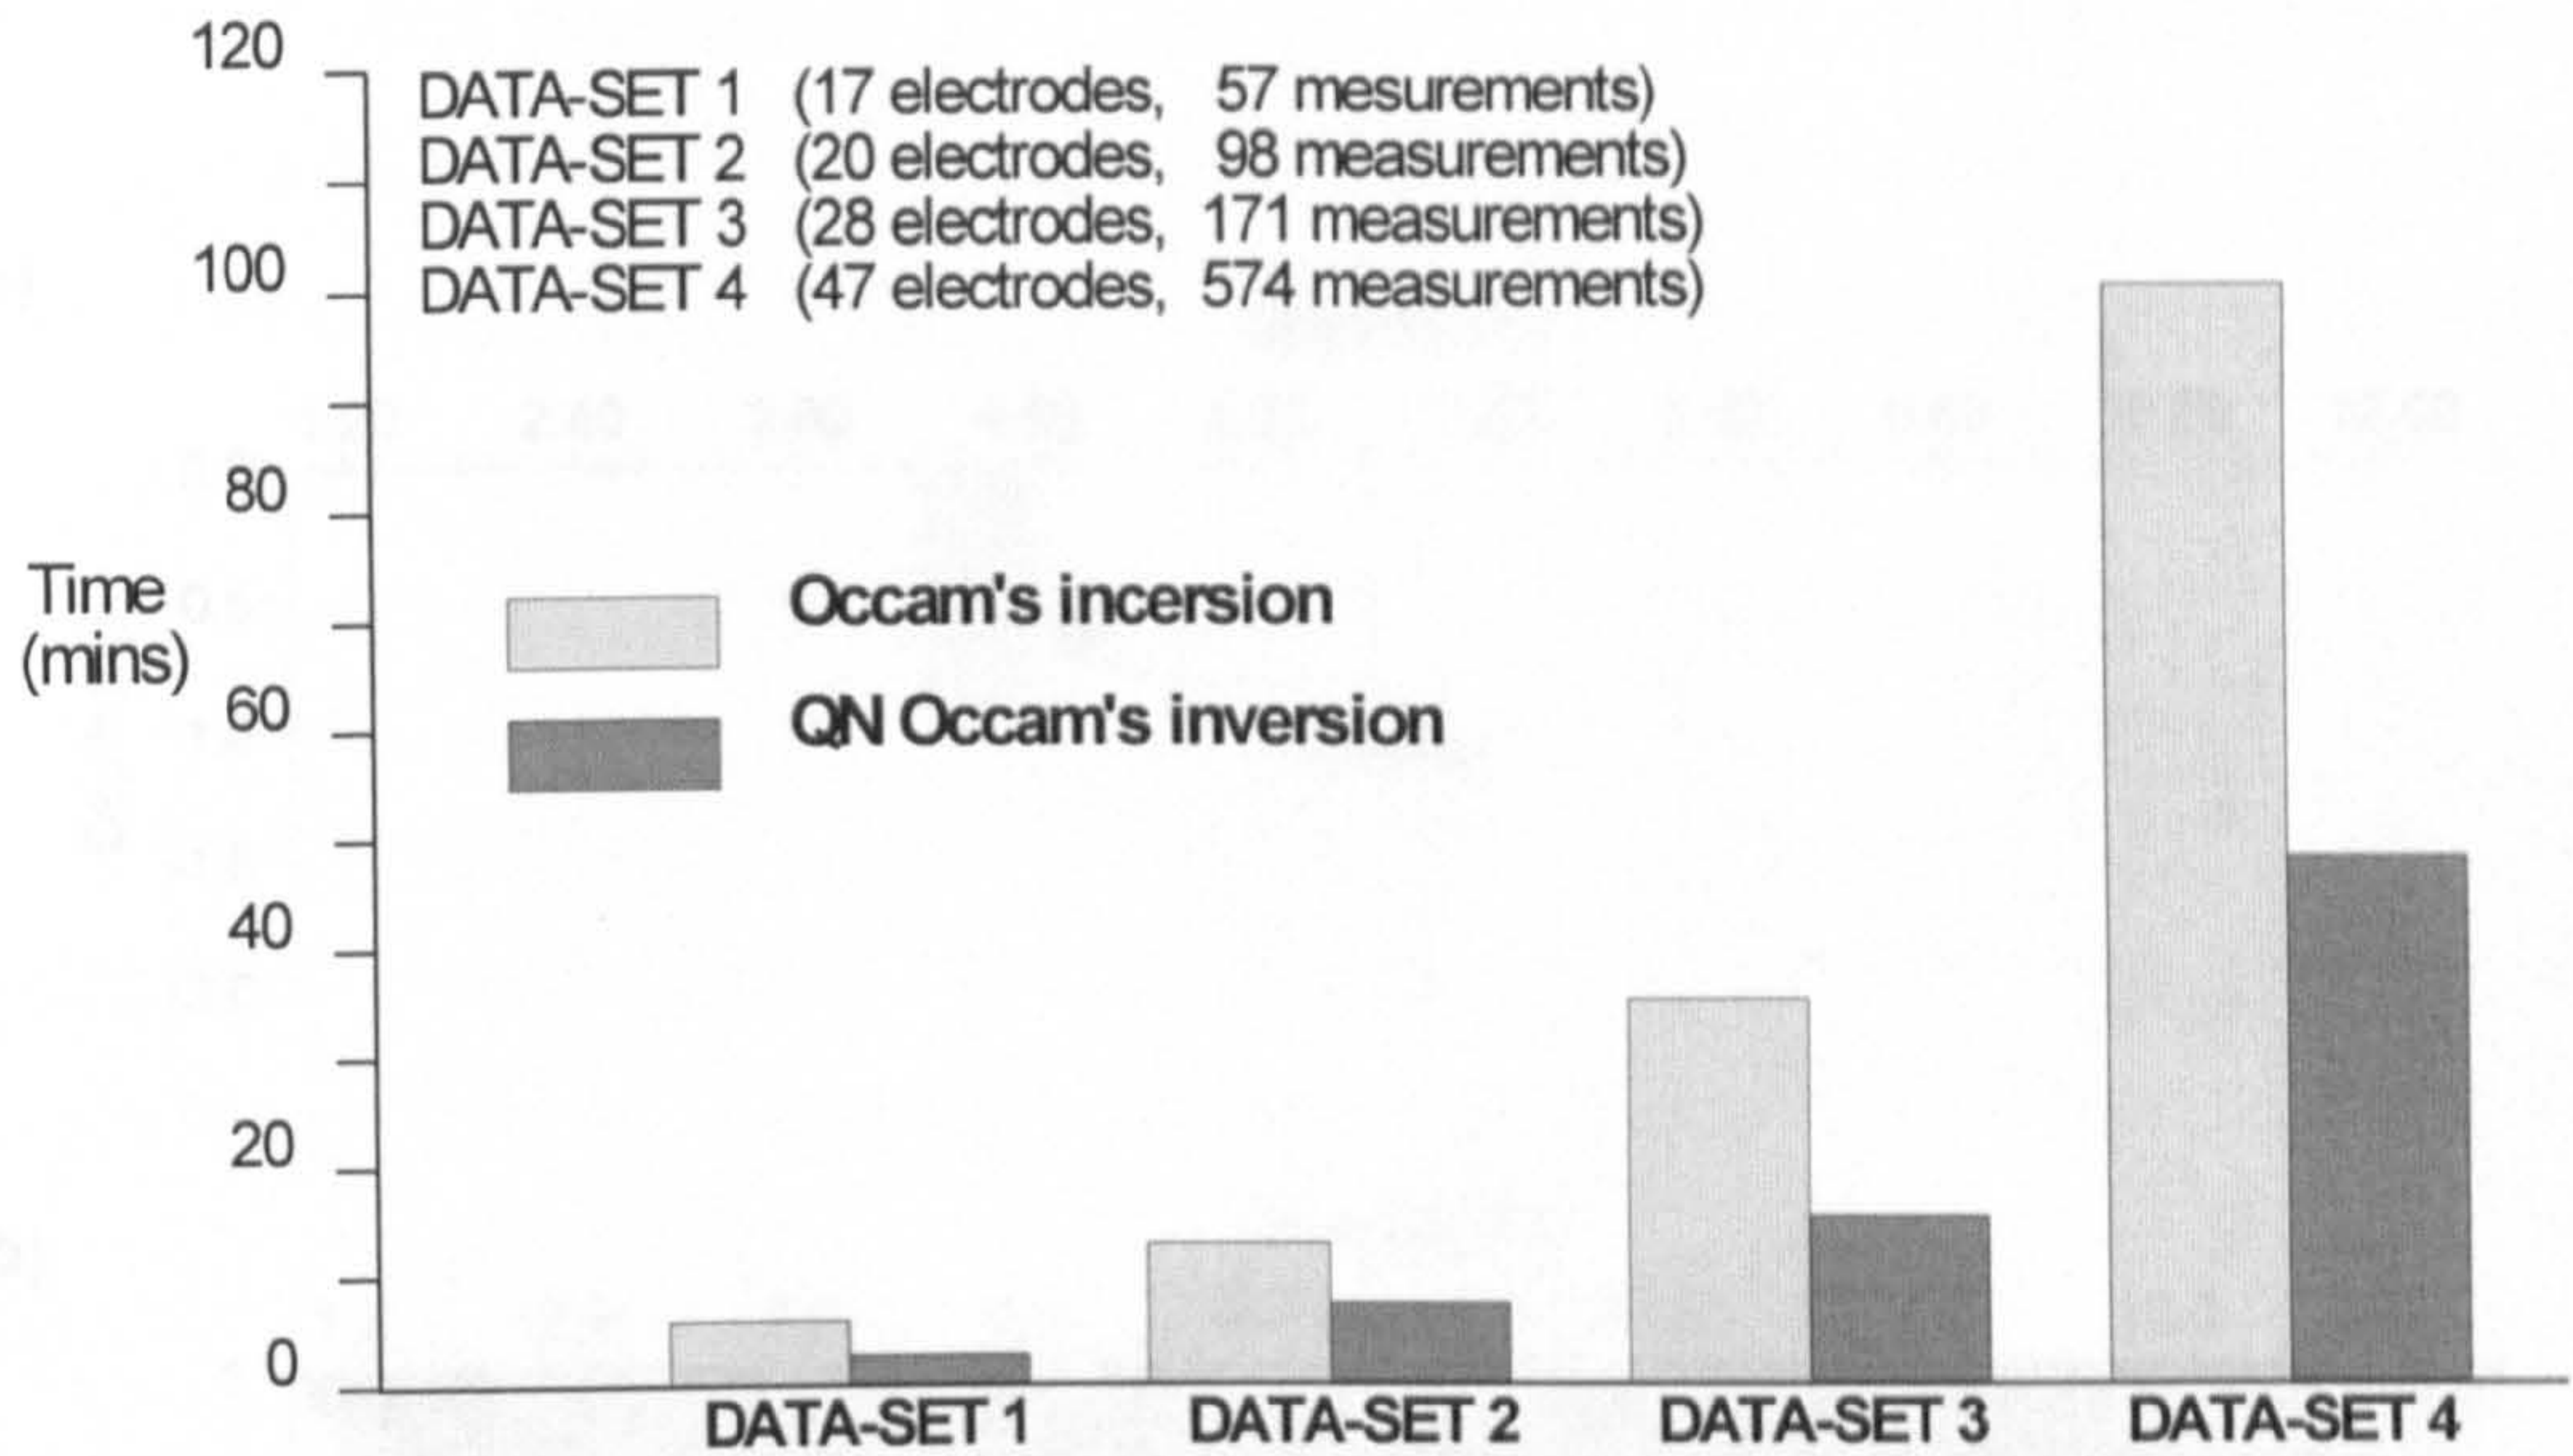 120
DATA-SET 1 (17 electrodes, 57 mesurements)
DATA-SET 2 (20 electrodes, 98 measurements)
DATA-SET 3 (28 electrodes, 171 measurements)
100
DATA-SET 4 (47 electrodes, 574 measurements)
80
Time
(mins)
60
Occam's incersion
QN Occam's inversion
40
20
0
DATA-SET 1 DATA-SET 2 DATA-SET 3 DATA-SET 4